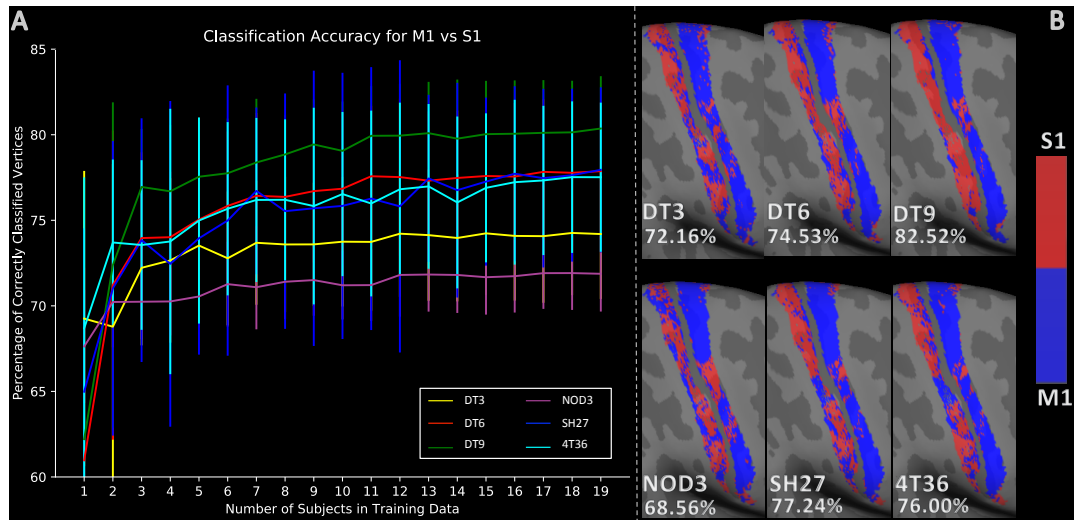 A
Classification Accuracy for M1 vs S1
Percentage of Correctly Classified Vertices
85
80
75
70
65
60
1 2 3 4 5 6 7 8 9 10 11 12 13 14 15 16 17 18 19
Number of Subjects in Training Data
DT3 NOD3
DT6 SH27
DT9 4T36
B
DT3 DT6 DT9
72.16% 74.53% 82.52%
NOD3 SH27 4T36
68.56% 77.24% 76.00%
S1
M1